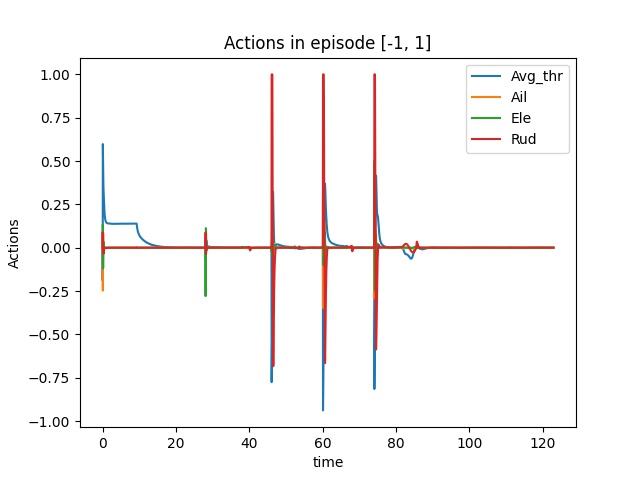 Actions in episode [-1, 1]
1.00
0.75
0.50
0.25
0.00
−0.25
−0.50
−0.75
−1.00
Actions
Avg_thr
Ail
Ele
Rud
0 20 40 60 80 100 120
time